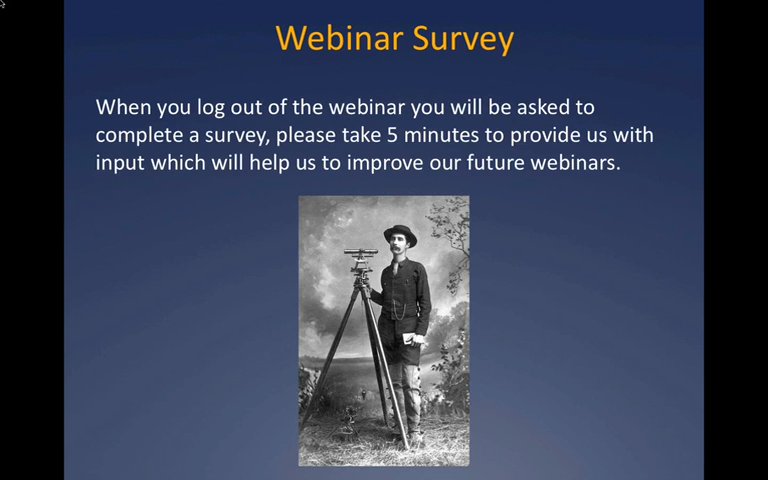 Webinar Survey
When you log out of the webinar you will be asked to
complete a survey, please take 5 minutes to provide us with
input which will help us to improve our future webinars.